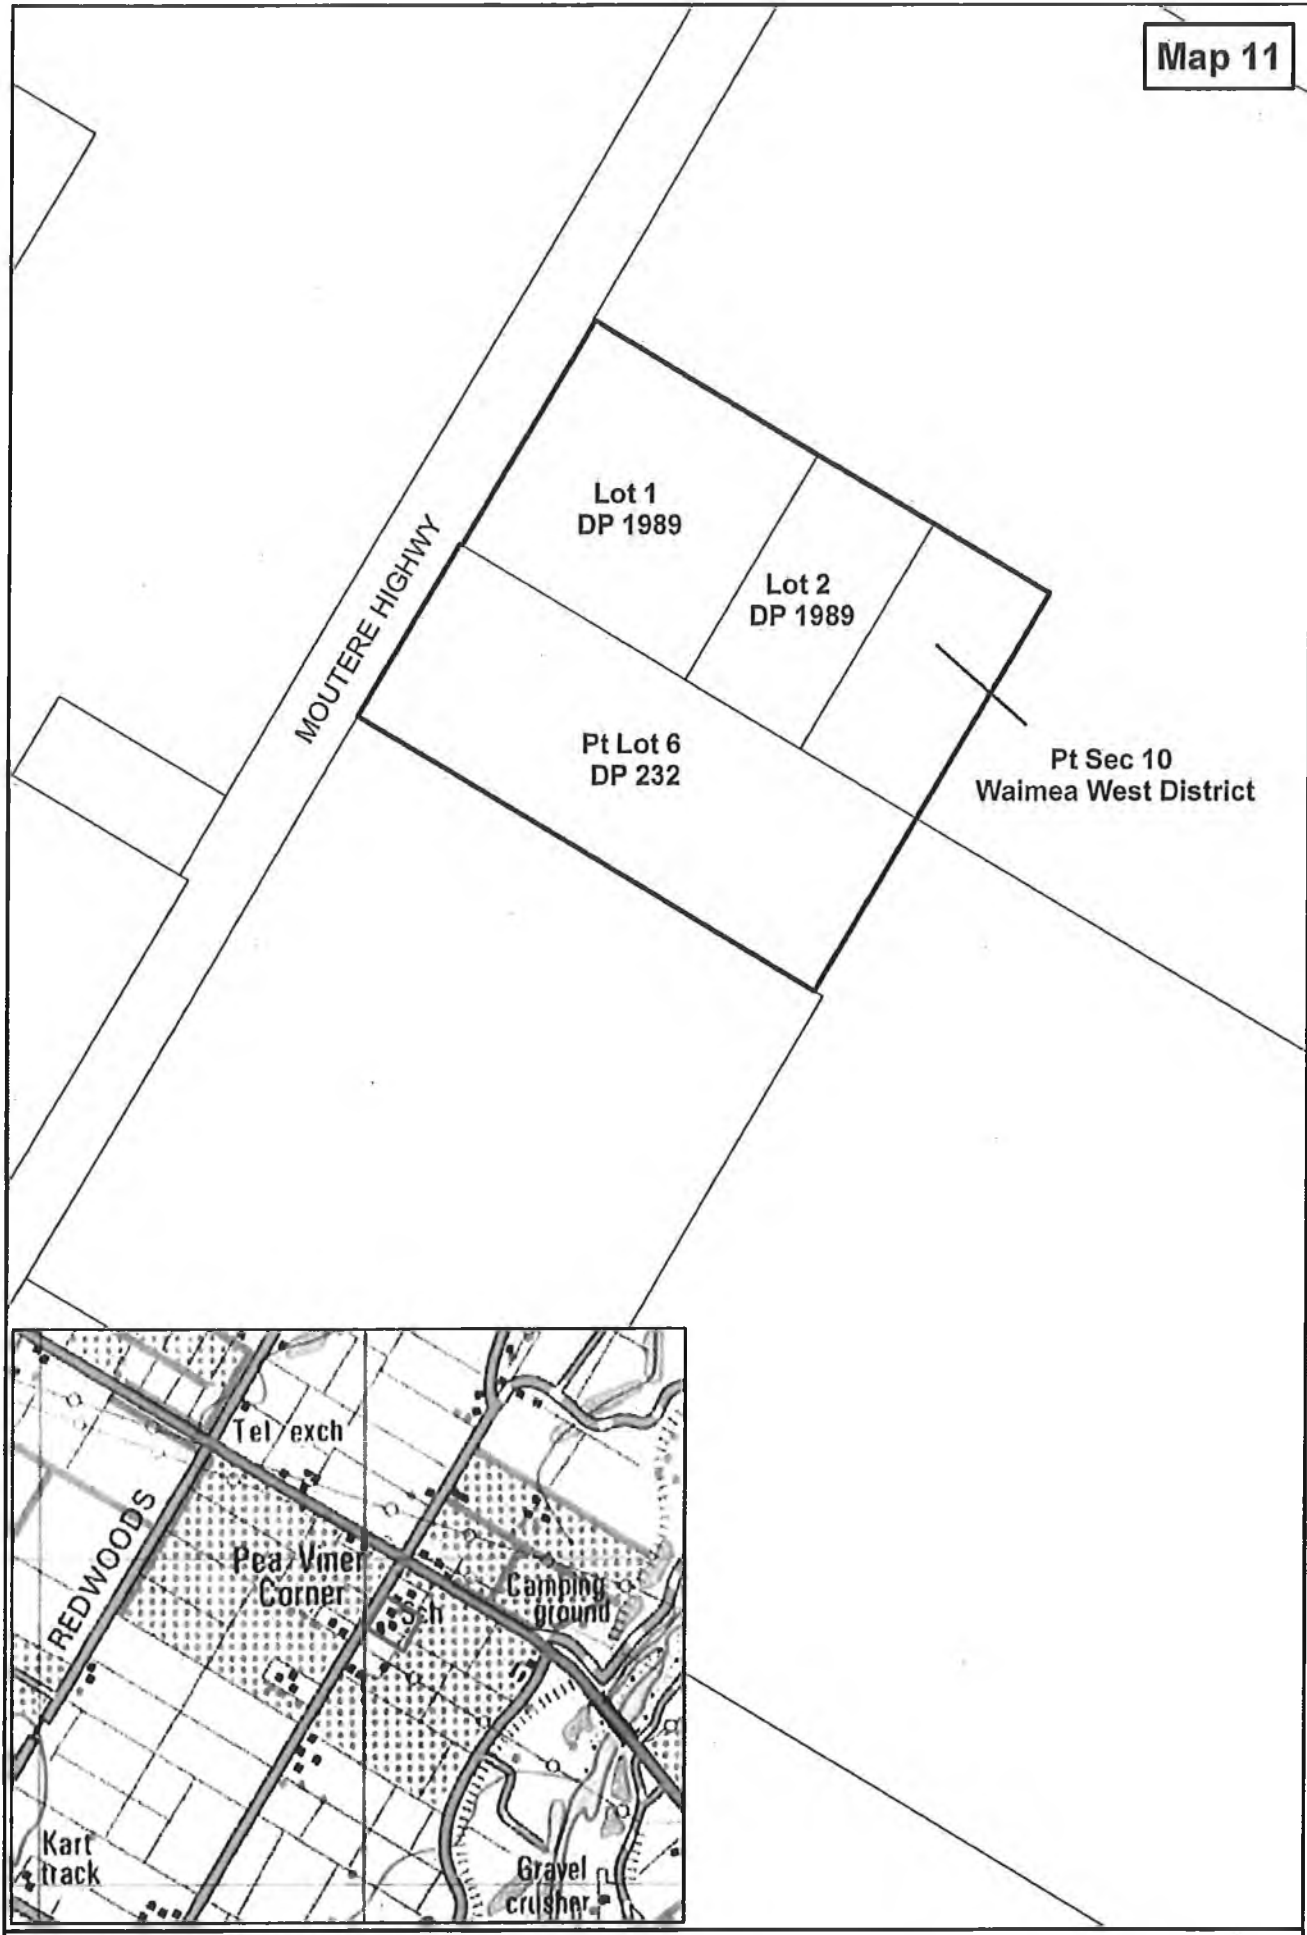 Map 11
Lot 1
DP 1989
Lot 2
DP 1989
MOUTERE HIGHWY
Pt Lot 6
DP 232
Pt Sec 10
Waimea West District
Tel exch
REDWOODS
Pea Viner
Corner
Sch
Camping
ground
Kart
track
Gravel
crusher